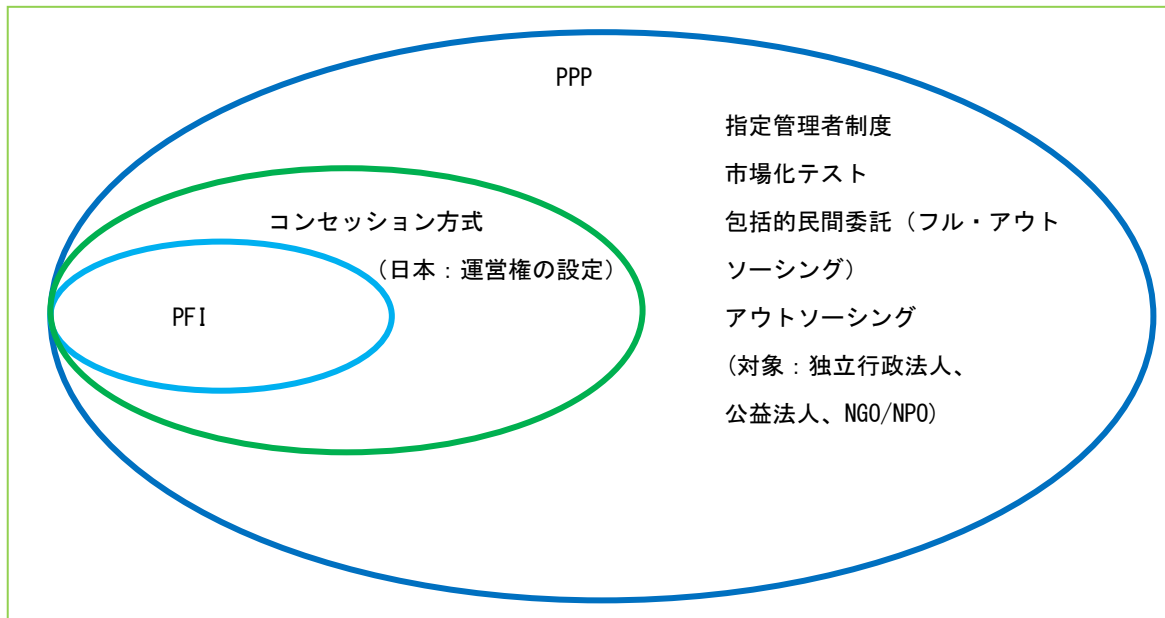 PPP
指定管理者制度
市場化テスト
包括的民間委託（フル・アウト
ソーシング）
アウトソーシング
(対象：独立行政法人、
公益法人、NGO/NPO)
コンセッション方式
（日本：運営権の設定）
PFI